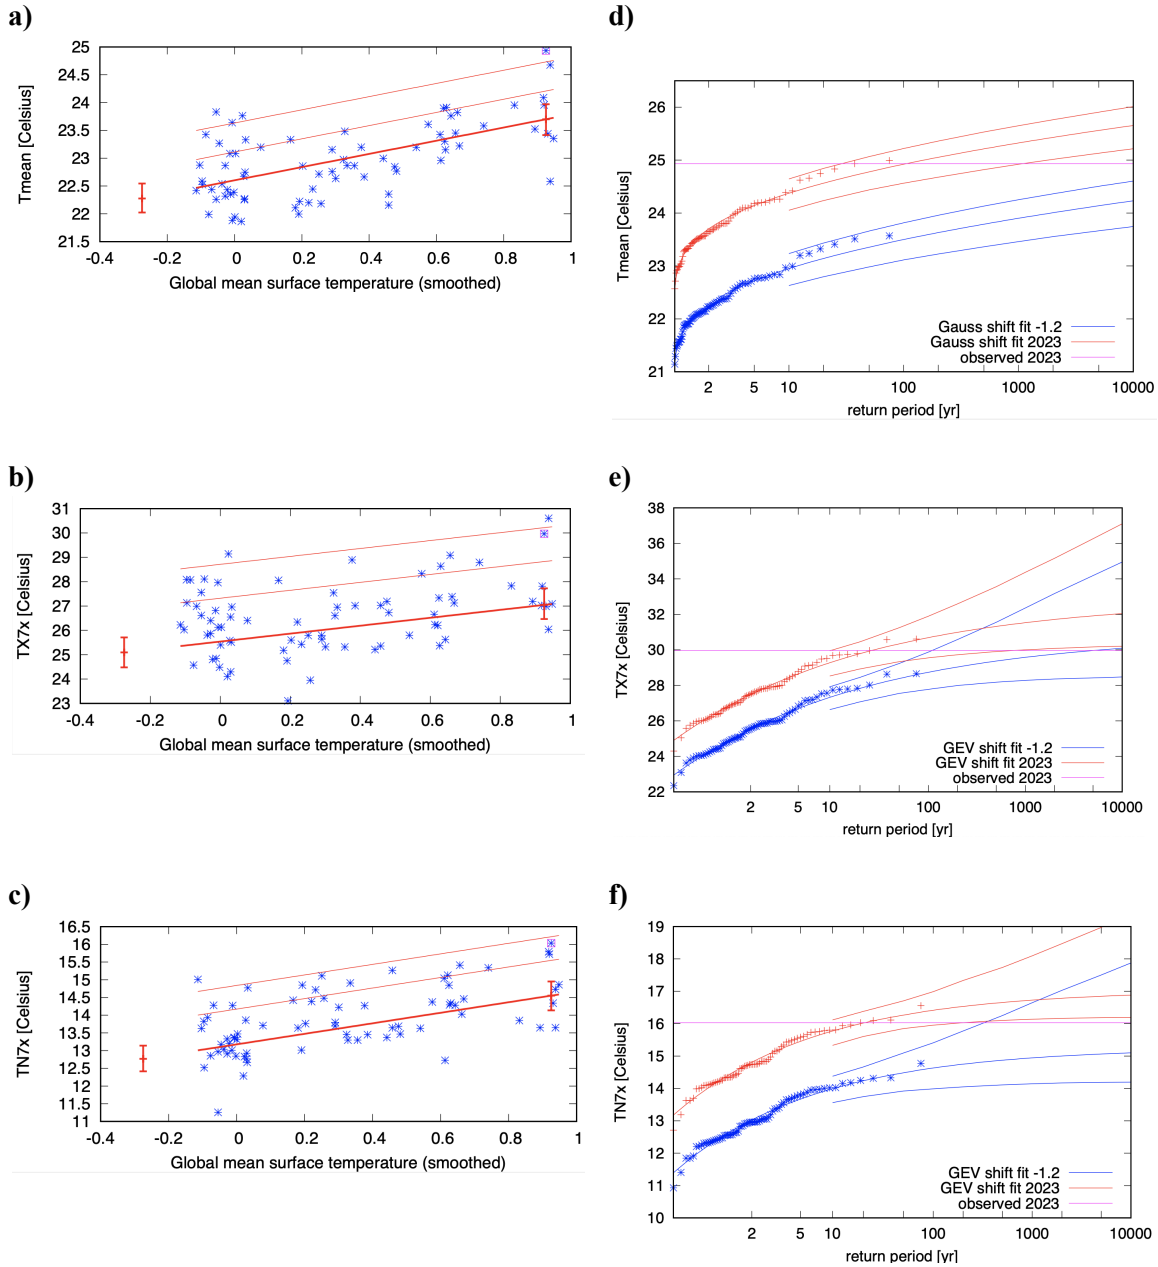 a)
Tmean [Celsius]
25
24.5
24
23.5
23
22.5
22
21.5
-0.4 -0.2 0 0.2 0.4 0.6 0.8 1
Global mean surface temperature (smoothed)
d)
Tmean [Celsius]
26
25
24
23
22
21
Gauss shift fit -1.2
Gauss shift fit 2023
observed 2023
2 5 10 100 1000 10000
return period [yr]
b)
TX7x [Celsius]
31
30
29
28
27
26
25
24
23
-0.4 -0.2 0 0.2 0.4 0.6 0.8 1
Global mean surface temperature (smoothed)
e)
TX7x [Celsius]
38
36
34
32
30
28
26
24
22
GEV shift fit -1.2
GEV shift fit 2023
observed 2023
2 5 10 100 1000 10000
return period [yr]
c)
TN7x [Celsius]
16.5
16
15.5
15
14.5
14
13.5
13
12.5
12
11.5
11
-0.4 -0.2 0 0.2 0.4 0.6 0.8 1
Global mean surface temperature (smoothed)
f)
TN7x [Celsius]
19
18
17
16
15
14
13
12
11
10
GEV shift fit -1.2
GEV shift fit 2023
observed 2023
2 5 10 100 1000 10000
return period [yr]